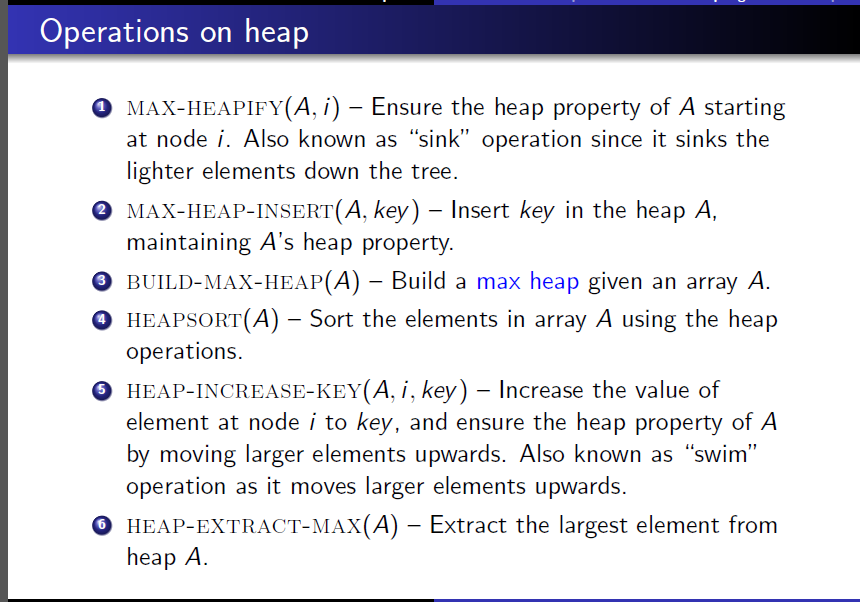 Operations on heap
1 MAX-HEAPIFY(A, i) – Ensure the heap property of A starting
at node i. Also known as “sink” operation since it sinks the
lighter elements down the tree.
2 MAX-HEAP-INSERT(A, key) – Insert key in the heap A,
maintaining A's heap property.
3 BUILD-MAX-HEAP(A) – Build a max heap given an array A.
4 HEAPSORT(A) – Sort the elements in array A using the heap
operations.
5 HEAP-INCREASE-KEY(A, i, key) – Increase the value of
element at node i to key, and ensure the heap property of A
by moving larger elements upwards. Also known as “swim”
operation as it moves larger elements upwards.
6 HEAP-EXTRACT-MAX(A) – Extract the largest element from
heap A.